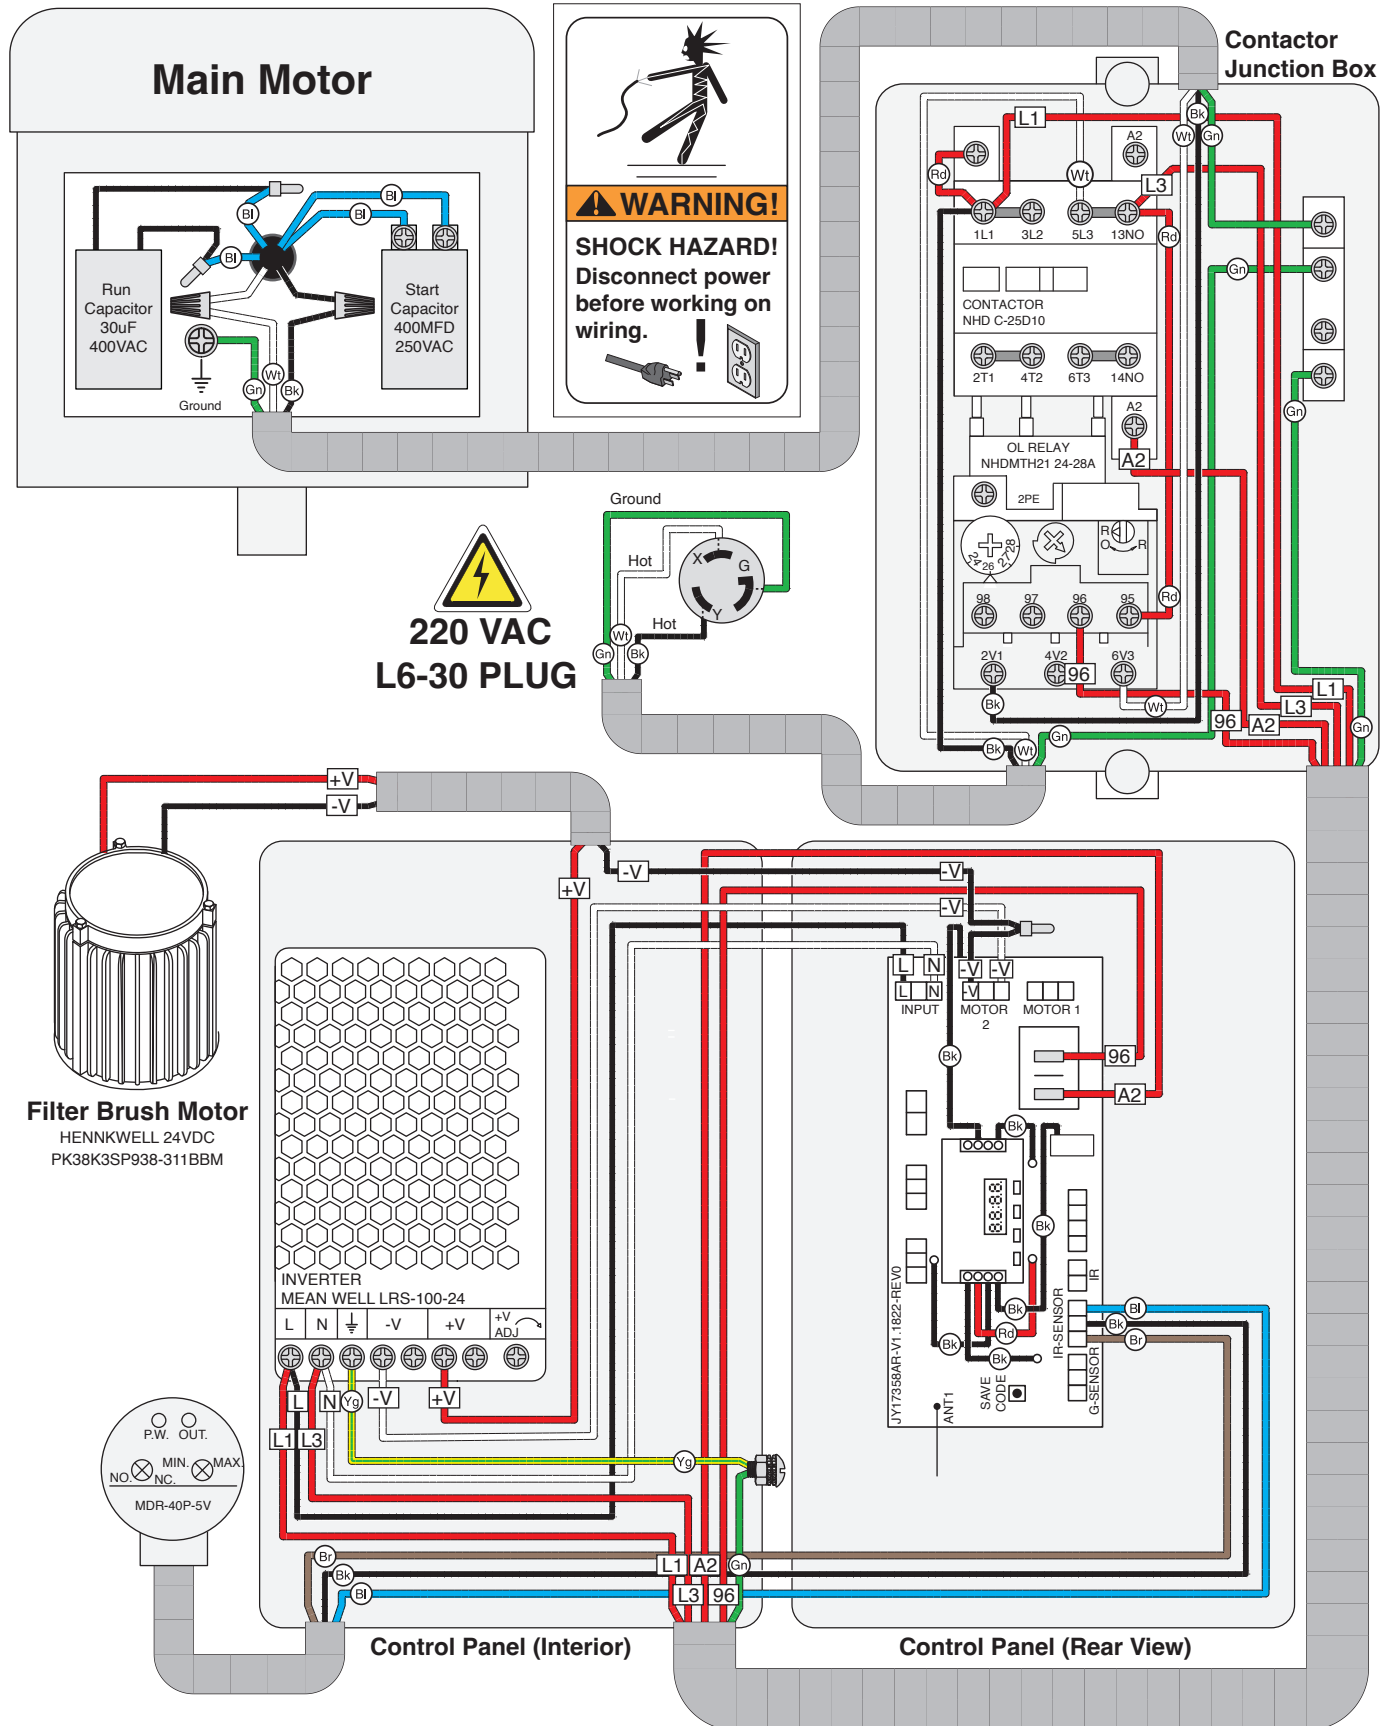 Main Motor
Bl
Bl
Bl
Bl
Run
Capacitor
30uF
400VAC
Start
Capacitor
400MFD
250VAC
Ground
Gn
Wt
Bk
WARNING!
SHOCK HAZARD!
Disconnect power
before working on
wiring.
!
Contactor
Junction Box
L1
Bk
Wt
Gn
A2
Rd
Wt
L3
1L1
3L2
5L3
13NO
Rd
Gn
CONTACTOR
NHD C-25D10
2T1
4T2
6T3
14NO
A2
Gn
OL RELAY
NHDMTH21 24-28A
A2
2PE
R
O
R
24
26
27
28
98
97
96
95
Rd
2V1
4V2
6V3
96
Bk
Wt
L1
L3
96
A2
Gn
Bk
Wt
Gn
220 VAC
L6-30 PLUG
Ground
Hot
Hot
X
G
Y
Gn
Wt
Bk
+V
-V
Filter Brush Motor
HENNKWELL 24VDC
PK38K3SP938-311BBM
+V
-V
-V
-V
L
N
-V
-V
L
N
-V
INPUT
MOTOR
2
MOTOR 1
Bk
96
A2
Bk
Bk
8:8:8:8
Bk
Rd
Bk
Bk
JY17358AR-V1.1822-REV0
ANT1
SAVE
CODE
IR
IR-SENSOR
G-SENSOR
Bl
Bk
Br
INVERTER
MEAN WELL LRS-100-24
L
N
-V
+V
+V
ADJ
L
N
Yg
-V
+V
L1
L3
Yg
P.W.
OUT.
NO.
NC.
MIN.
MAX.
MDR-40P-5V
Br
Bk
Bl
L1
A2
Gn
L3
96
Control Panel (Interior)
Control Panel (Rear View)